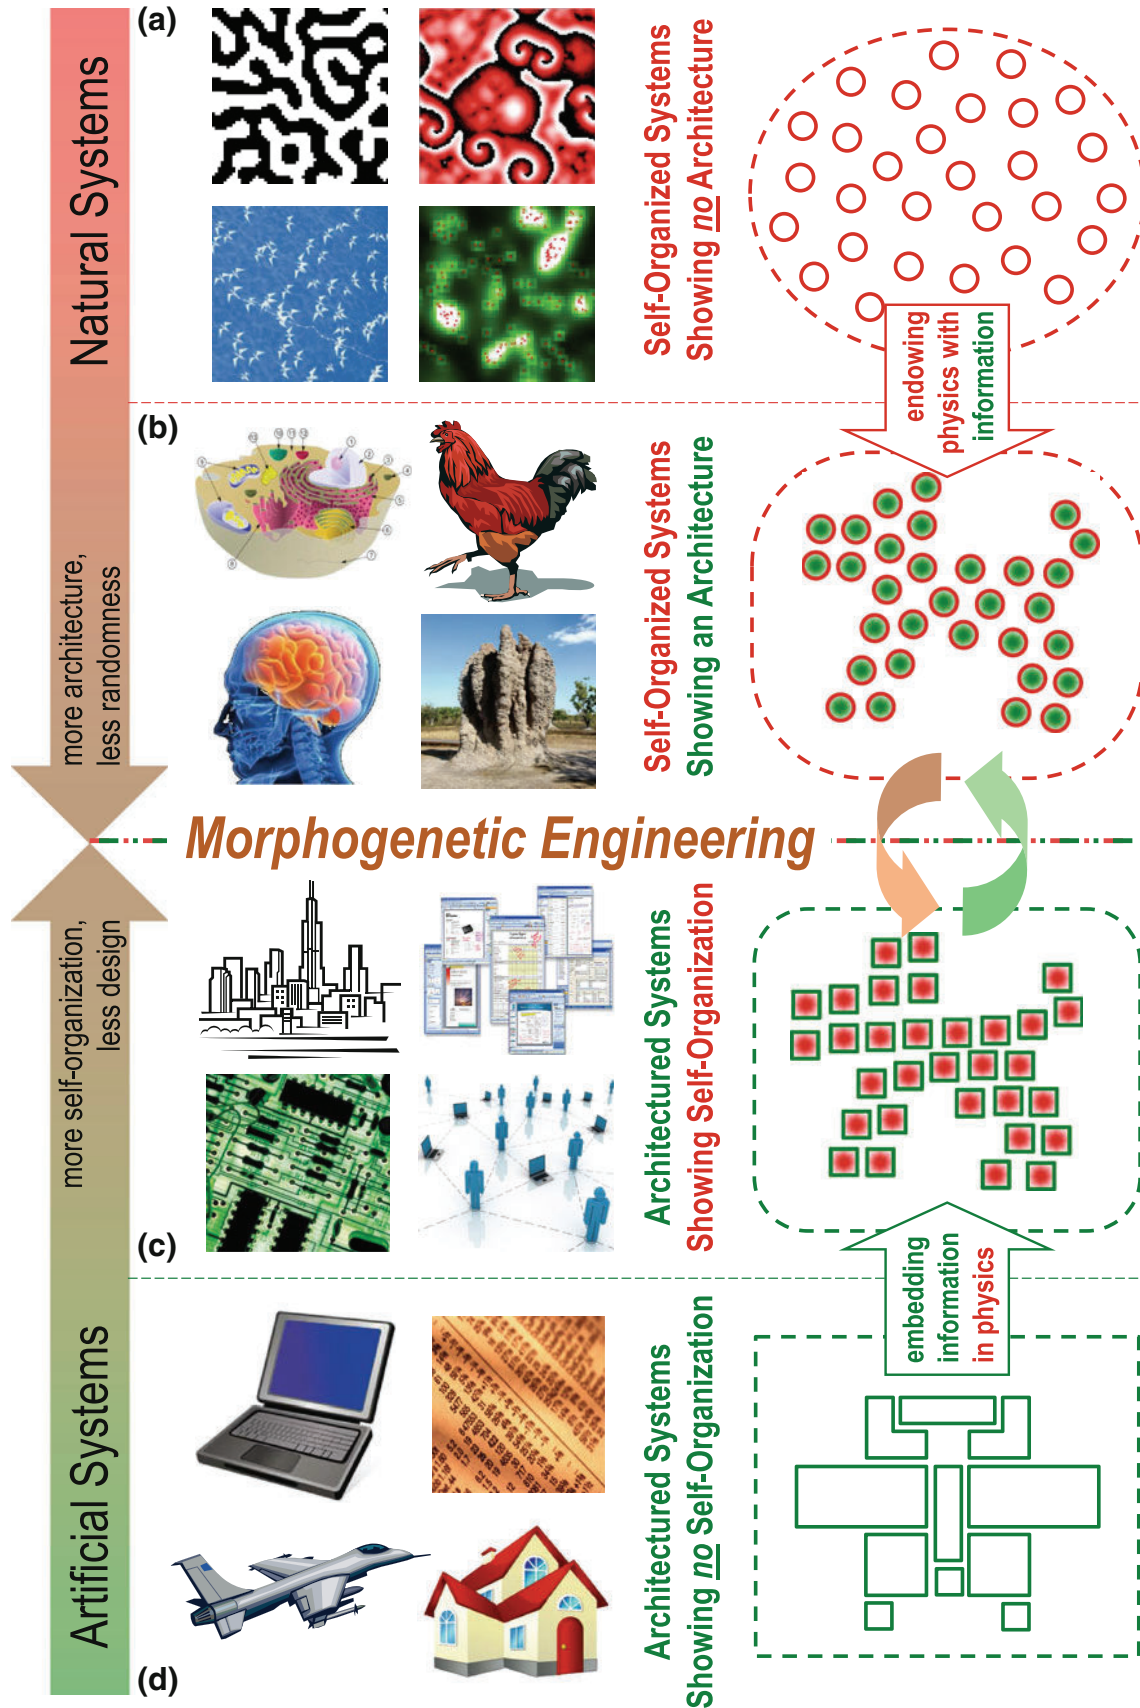 (a)
Natural Systems
Self-Organized Systems
Showing no Architecture
endowing
physics with
information
(b)
more architecture,
less randomness
Self-Organized Systems
Showing an Architecture
Morphogenetic Engineering
more self-organization,
less design
Architectured Systems
Showing Self-Organization
(c)
embedding
information
in physics
Artificial Systems
Architectured Systems
Showing no Self-Organization
(d)